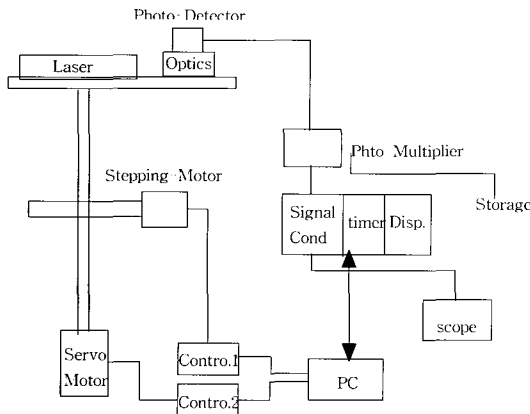 Photo-Detector
Laser
Optics
Phto Multiplier
Stepping-Motor
Storage
Signal
Cond
timer
Disp.
scope
Servo
Motor
Contro.1
Contro.2
PC